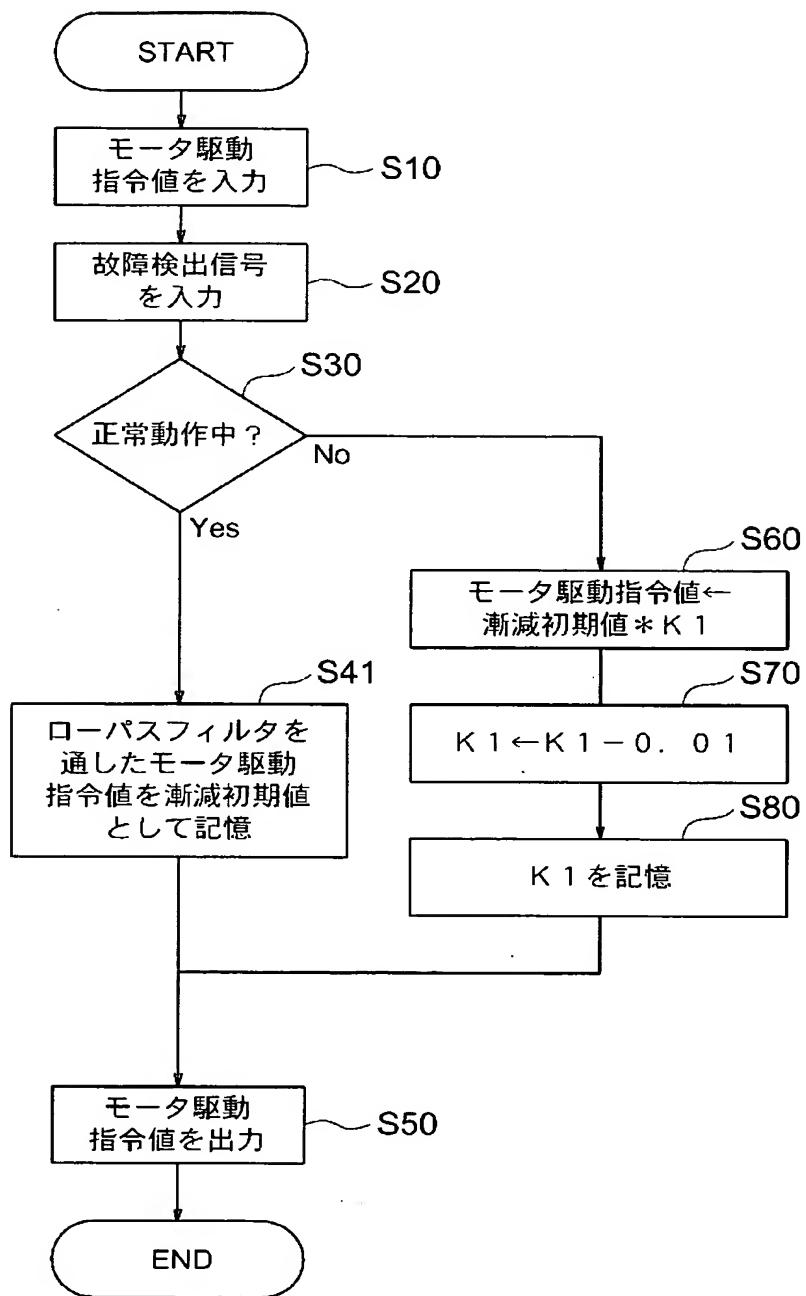 START
モータ駆動
指令値を入力
S10
故障検出信号
を入力
S20
S30
正常動作中？
No
Yes
S60
モータ駆動指令値←
漸減初期値＊Ｋ１
S41
ローパスフィルタを
通したモータ駆動
指令値を漸減初期値
として記憶
S70
Ｋ１←Ｋ１－０．０１
S80
Ｋ１を記憶
モータ駆動
指令値を出力
S50
END